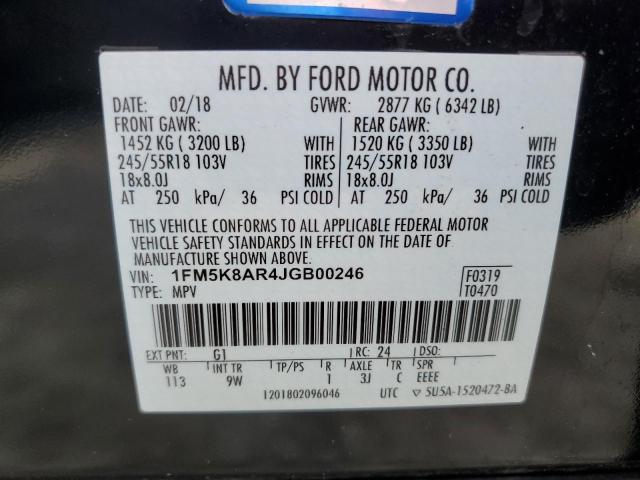 MFD. BY FORD MOTOR CO.
DATE: 02/18 GVWR: 2877 KG ( 6342 LB)
FRONT GAWR: REAR GAWR:
1452 KG ( 3200 LB) WITH 1520 KG ( 3350 LB) WITH
245/55R18 103V TIRES 245/55R18 103V TIRES
18x8.0J RIMS 18x8.0J RIMS
AT 250 kPa/ 36 PSI COLD AT 250 kPa/ 36 PSI COLD
THIS VEHICLE CONFORMS TO ALL APPLICABLE FEDERAL MOTOR
VEHICLE SAFETY STANDARDS IN EFFECT ON THE DATE OF
MANUFACTURE SHOWN ABOVE.
VIN: 1FM5K8AR4JGB00246 F0319
TYPE: MPV T0470
EXT PNT: G1 RC: 24 DSO:
WB INT TR TP/PS R AXLE TR SPR
113 9W 1 3J C EEEE
1201802096046 UTC ▽ 5U5A-1520472-BA